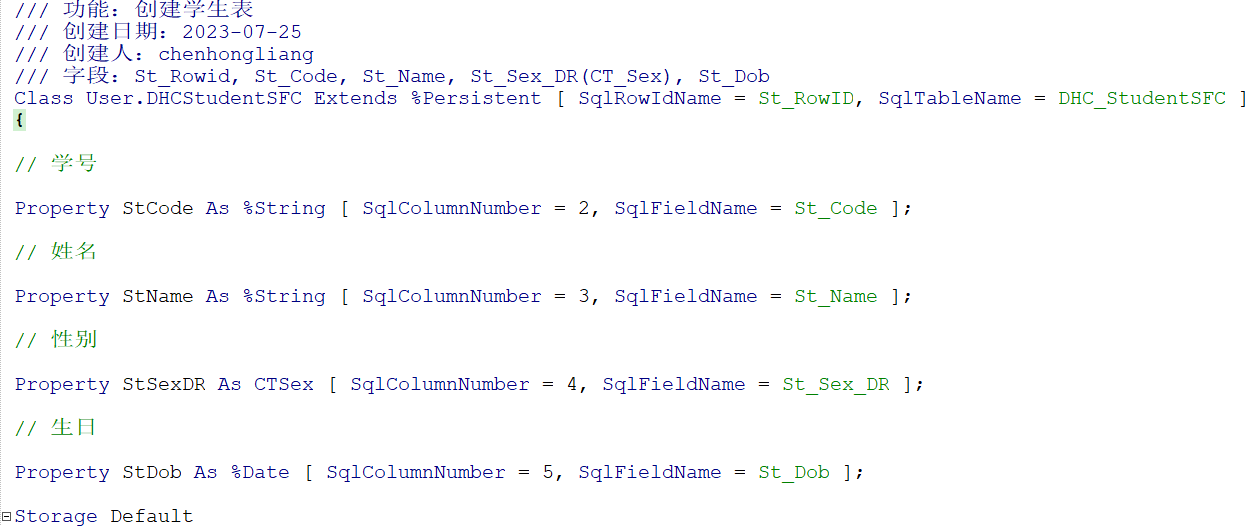 /// 功能：创建学生表
/// 创建日期：2023-07-25
/// 创建人：chenhongliang
/// 字段：St_Rowid, St_Code, St_Name, St_Sex_DR(CT_Sex), St_Dob
Class User.DHCStudentSFC Extends %Persistent [ SqlRowIdName = St_RowID, SqlTableName = DHC_StudentSFC ]
{
// 学号
Property StCode As %String [ SqlColumnNumber = 2, SqlFieldName = St_Code ];
// 姓名
Property StName As %String [ SqlColumnNumber = 3, SqlFieldName = St_Name ];
// 性别
Property StSexDR As CTSex [ SqlColumnNumber = 4, SqlFieldName = St_Sex_DR ];
// 生日
Property StDob As %Date [ SqlColumnNumber = 5, SqlFieldName = St_Dob ];
Storage Default